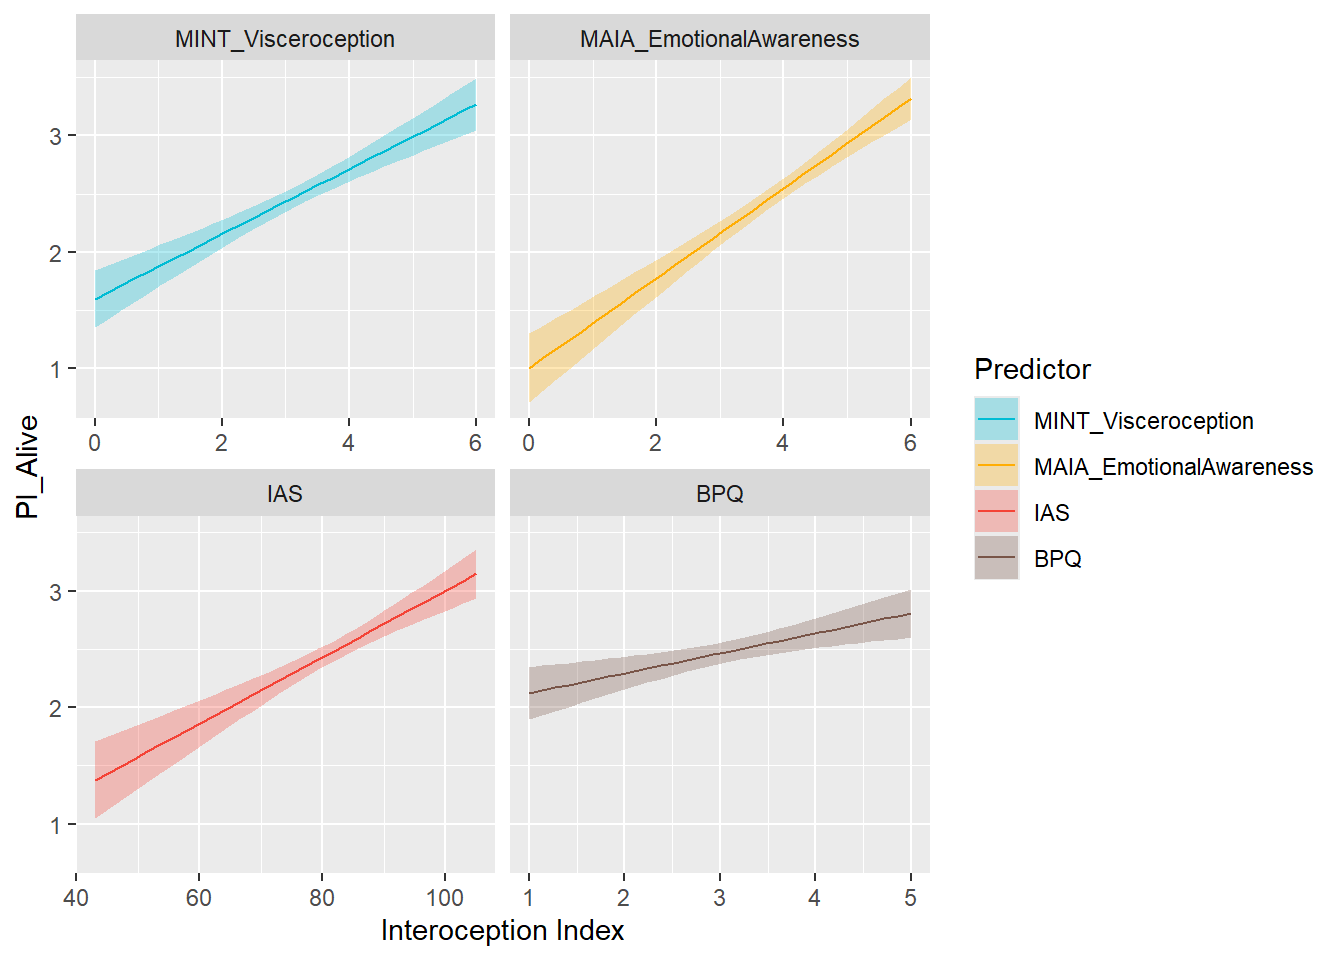 MINT_Visceroception
MAIA_EmotionalAwareness
3
2
1
0 2 4 6
0 2 4 6
PI_Alive
IAS
BPQ
3
2
1
40 60 80 100
1 2 3 4 5
Interoception Index
Predictor
MINT_Visceroception
MAIA_EmotionalAwareness
IAS
BPQ